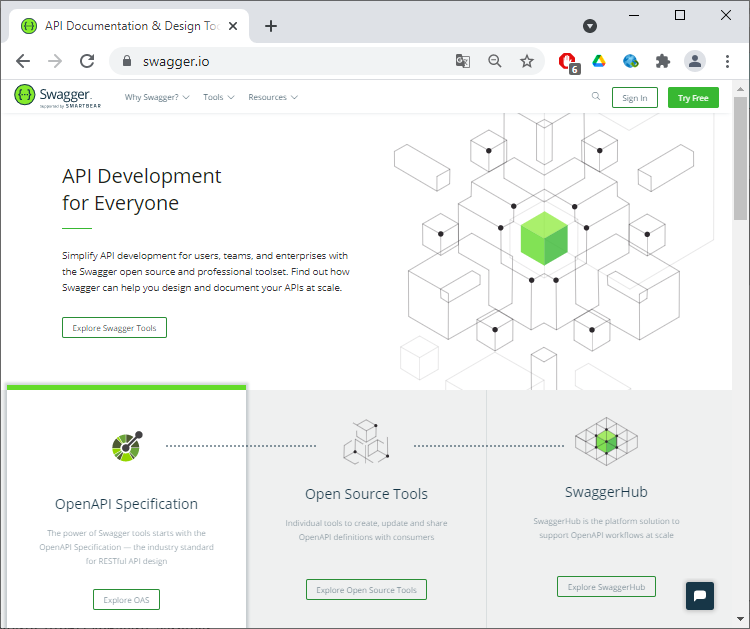 API Documentation & Design Too
swagger.io
6
Swagger.
Supported by SMARTBEAR
Why Swagger?
Tools
Resources
Sign In
Try Free
API Development
for Everyone
Simplify API development for users, teams, and enterprises with
the Swagger open source and professional toolset. Find out how
Swagger can help you design and document your APIs at scale.
Explore Swagger Tools
OpenAPI Specification
The power of Swagger tools starts with the
OpenAPI Specification — the industry standard
for RESTful API design
Explore OAS
Open Source Tools
Individual tools to create, update and share
OpenAPI definitions with consumers
Explore Open Source Tools
SwaggerHub
SwaggerHub is the platform solution to
support OpenAPI workflows at scale
Explore SwaggerHub